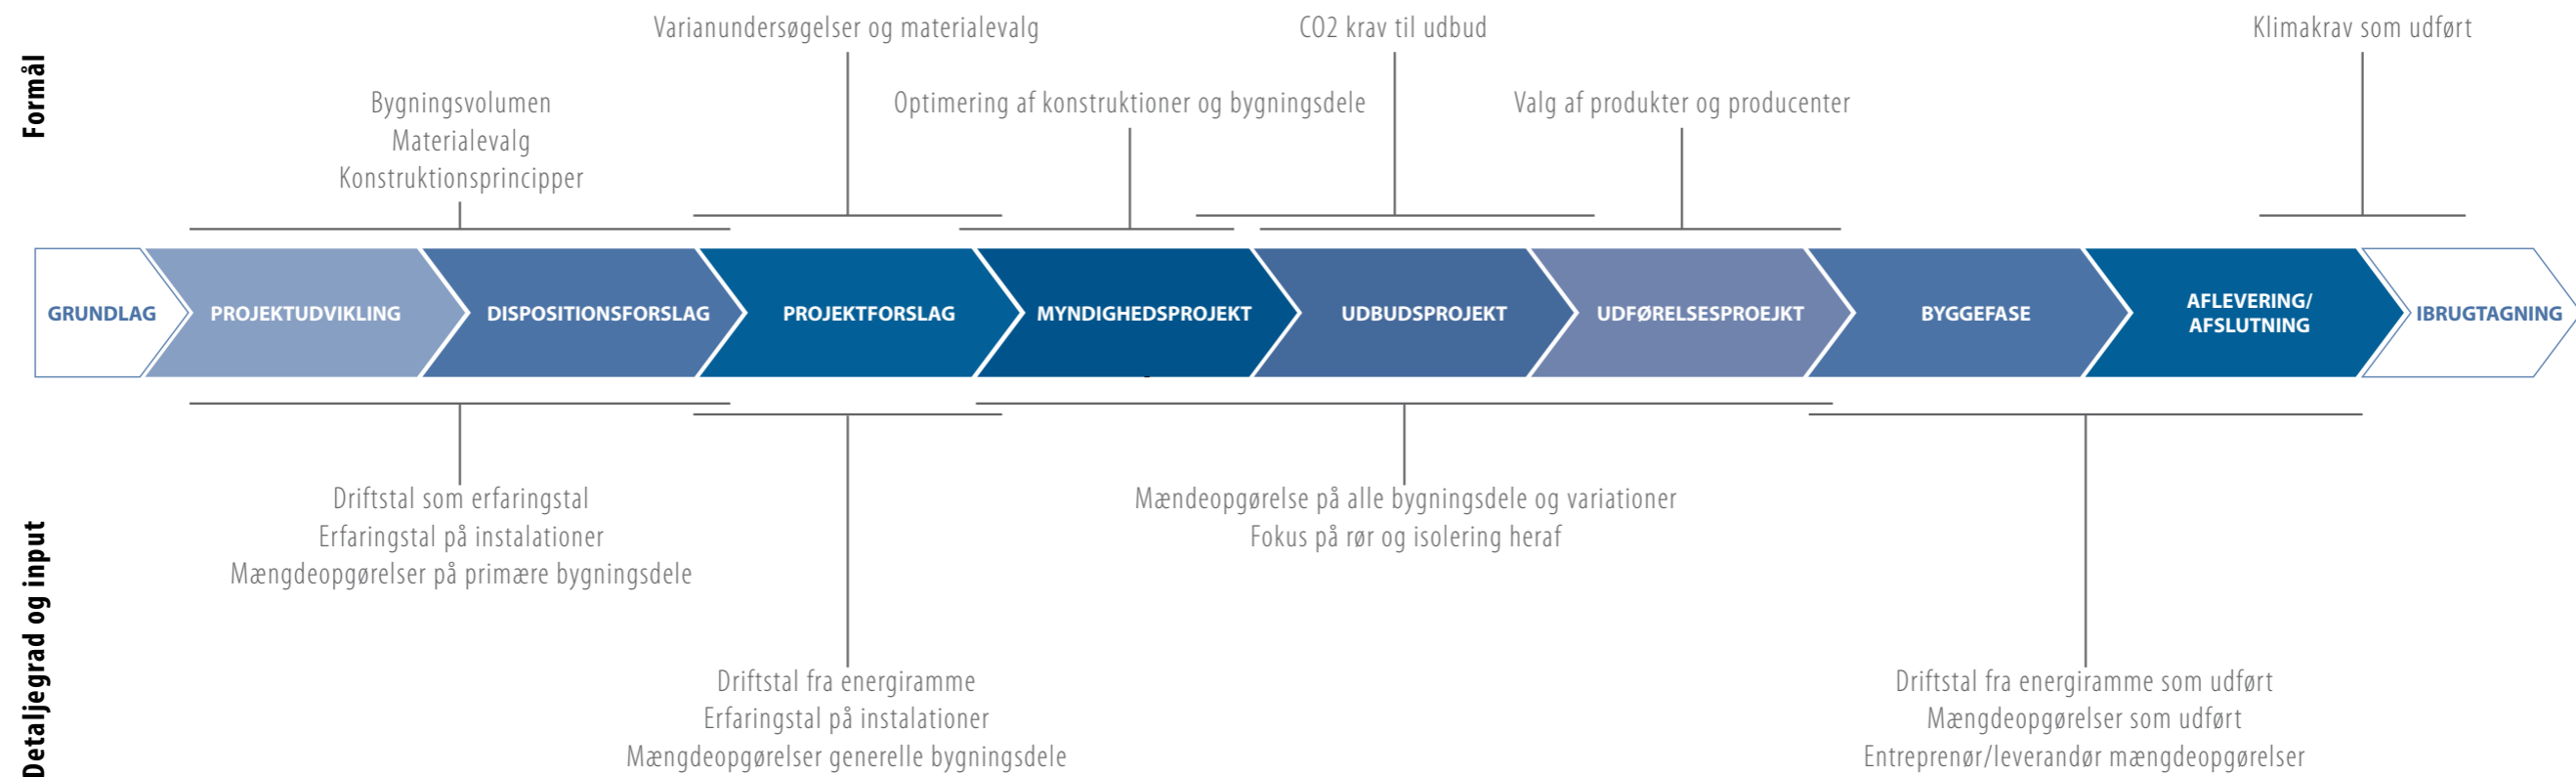 Formål
Varianundersøgelser og materialevalg
CO2 krav til udbud
Klimakrav som udført
Bygningsvolumen
Materialevalg
Konstruktionsprincipper
Optimering af konstruktioner og bygningsdele
Valg af produkter og producenter
GRUNDLAG
PROJEKTUDVIKLING
DISPOSITIONSFORSLAG
PROJEKTFORSLAG
MYNDIGHEDSPROJEKT
UDBUDSPROJEKT
UDFØRELSESPROEJKT
BYGGEFASE
AFLEVERING/
AFSLUTNING
IBRUGTAGNING
Detaljegrad og input
Driftstal som erfaringstal
Erfaringstal på instalationer
Mængdeopgørelser på primære bygningsdele
Mændeopgørelse på alle bygningsdele og variationer
Fokus på rør og isolering heraf
Driftstal fra energiramme
Erfaringstal på instalationer
Mængdeopgørelser generelle bygningsdele
Driftstal fra energiramme som udført
Mængdeopgørelser som udført
Entreprenør/leverandør mængdeopgørelser